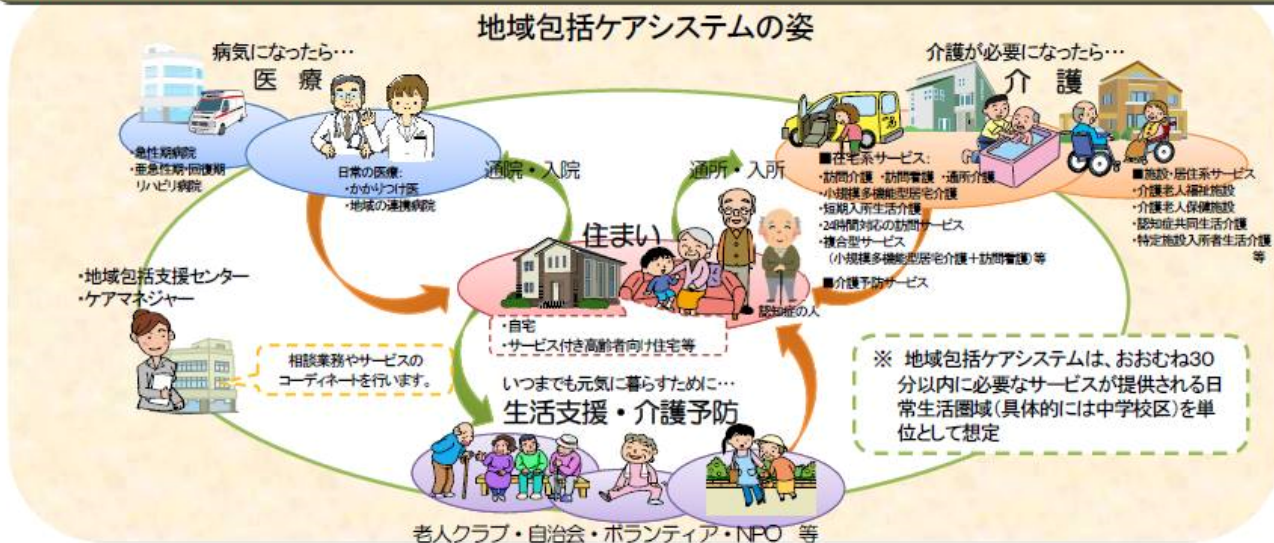 地域包括ケアシステムの姿
病気になったら…
医 療
・急性期病院
・亜急性期・回復期
リハビリ病院
日常の医療:
・かかりつけ医
・地域の連携病院
通院・入院
通所・入所
介護が必要になったら…
介 護
■在宅系サービス:
・訪問介護 ・訪問看護 ・通所介護
・小規模多機能型居宅介護
・短期入所生活介護
・24時間対応の訪問サービス
・複合型サービス
(小規模多機能型居宅介護+訪問看護)等
■介護予防サービス
■施設・居住系サービス
・介護老人福祉施設
・介護老人保健施設
・認知症共同生活介護
・特定施設入所者生活介護
等
住まい
認知症の人
・自宅
・サービス付き高齢者向け住宅等
・地域包括支援センター
・ケアマネジャー
相談業務やサービスの
コーディネートを行います。
いつまでも元気に暮らすために…
生活支援・介護予防
老人クラブ・自治会・ボランティア・NPO 等
※ 地域包括ケアシステムは、おおむね30
分以内に必要なサービスが提供される日
常生活圏域(具体的には中学校区)を単
位として想定